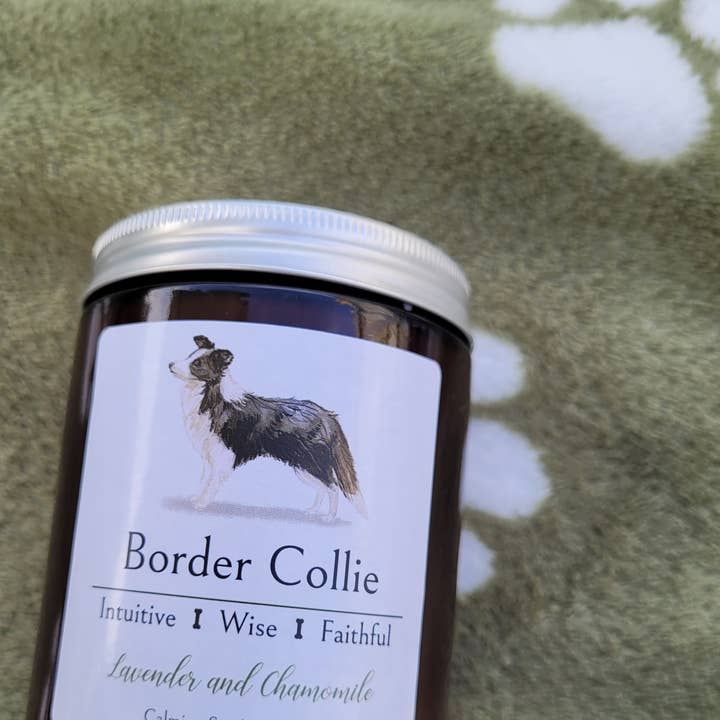 Border Collie
Intuitive Wise Faithful
Lavender and Chamomile